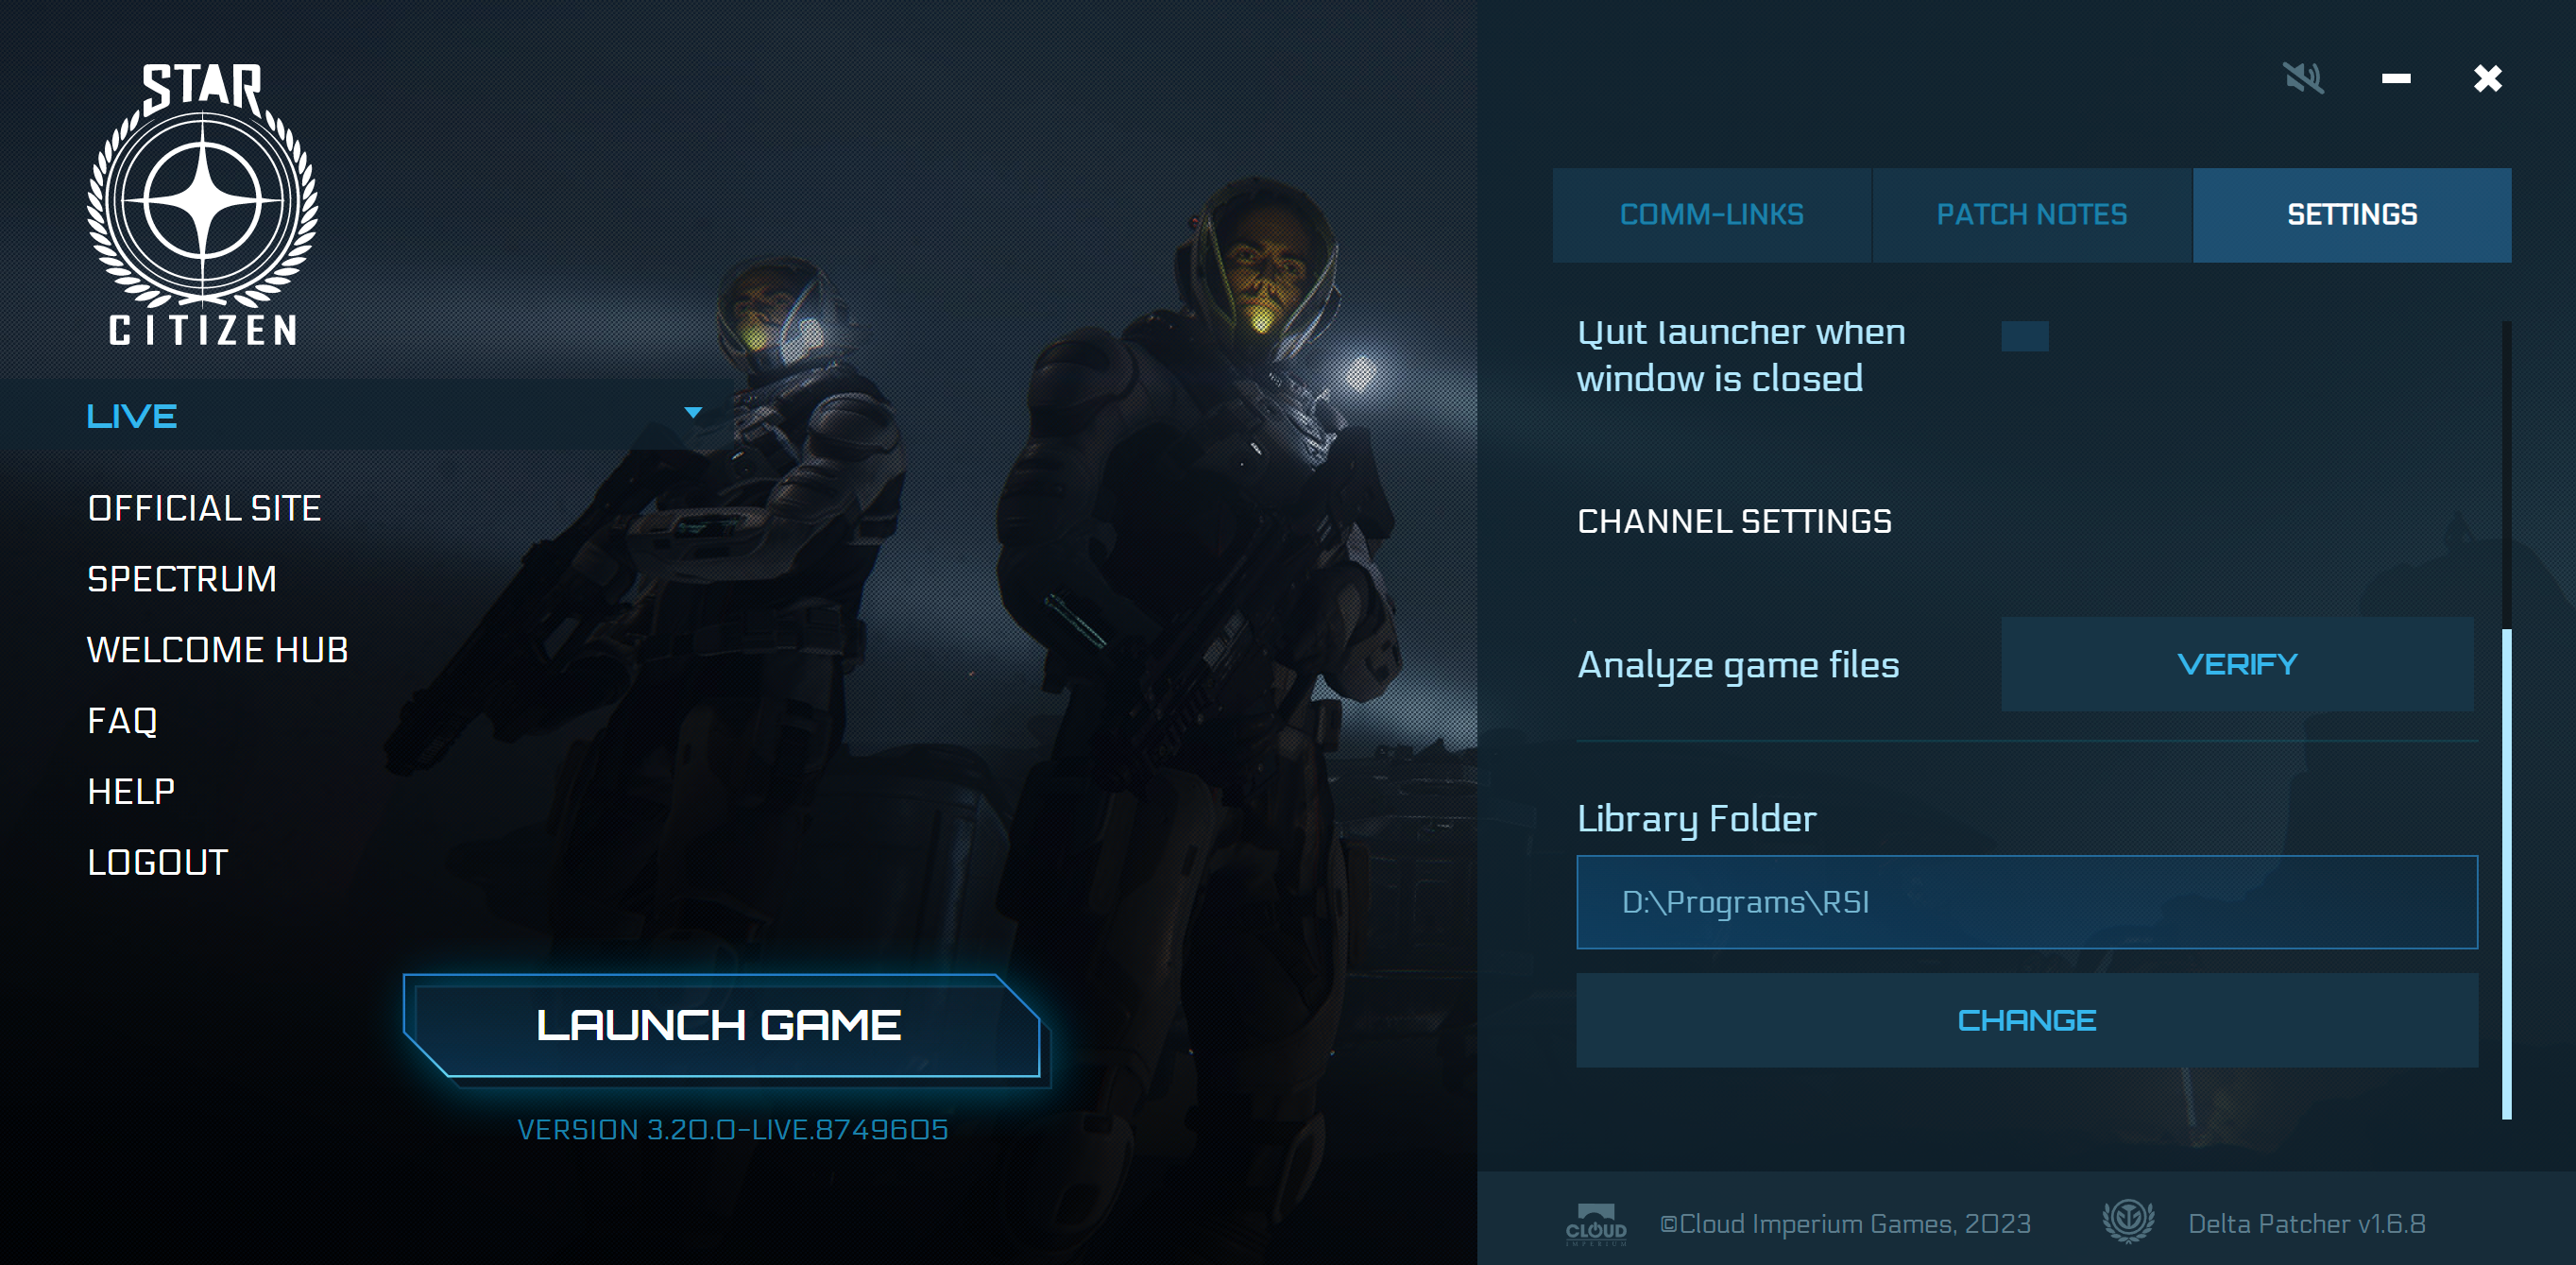 STAR
CITIZEN
LIVE
OFFICIAL SITE
SPECTRUM
WELCOME HUB
FAQ
HELP
LOGOUT
LAUNCH GAME
VERSION 3.20.0-LIVE.8749605
COMM-LINKS
PATCH NOTES
SETTINGS
Quit launcher when
window is closed
CHANNEL SETTINGS
Analyze game files
VERIFY
Library Folder
D:\Programs\RSI
CHANGE
CLOUD
IMPERIUM
©Cloud Imperium Games, 2023
Delta Patcher v1.6.8